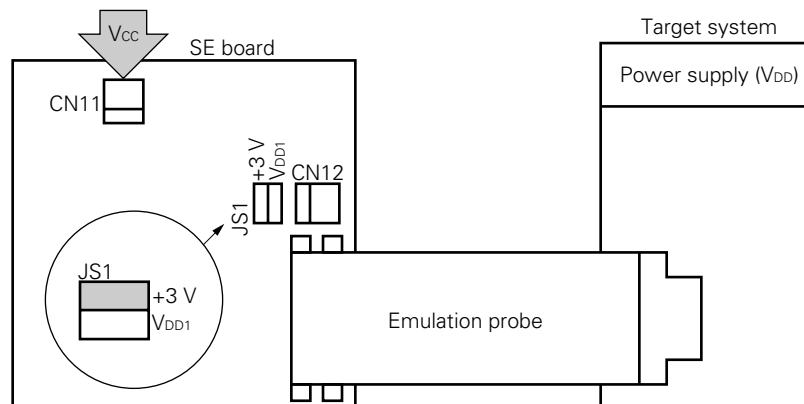 Target system
Vcc
SE board
Power supply (VDD)
CN11
+3 V
VDD1
CN12
JS1
JS1
+3 V
VDD1
Emulation probe